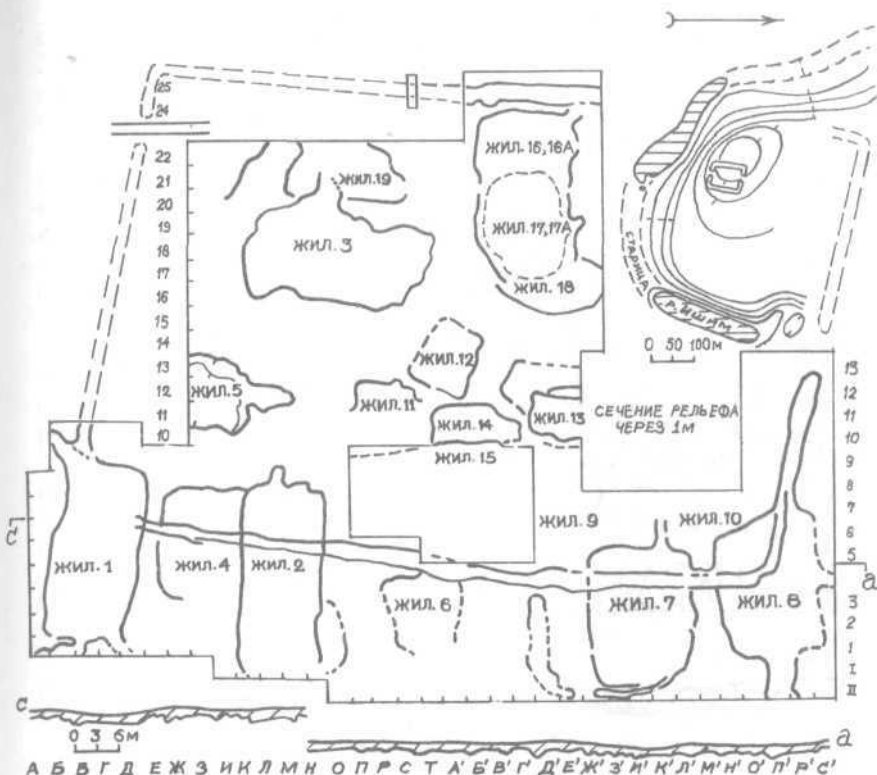 25
24
22
21
20
19
18
17
16
15
14
13
12
11
10
ЖИЛ. 16, 16А
ЖИЛ. 19
ЖИЛ. 3
ЖИЛ. 17, 17А
ЖИЛ. 18
СТАРИЦА
Р. ИШИМ
0 50 100М
ЖИЛ. 12
ЖИЛ. 5
ЖИЛ. 11
ЖИЛ. 13
ЖИЛ. 14
ЖИЛ. 15
СЕЧЕНИЕ РЕЛЬЕФА
ЧЕРЕЗ 1М
13
12
11
10
9
8
7
6
5
3
2
1
I
II
ЖИЛ. 9
ЖИЛ. 10
ЖИЛ. 1
ЖИЛ. 4
ЖИЛ. 2
ЖИЛ. 6
ЖИЛ. 7
ЖИЛ. 8
а
с
0 3 6М
а
А Б В Г Д Е Ж З И К Л М Н О П Р С Т А' Б' В' Г' Д' Е' Ж' З' И' К' Л' М' Н' О' П' Р' С'